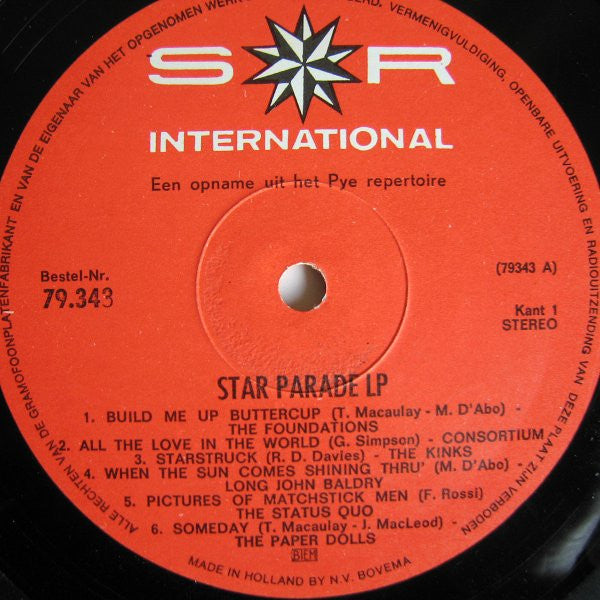 ALLE RECHTEN VAN DE GRAMOFOONPLATENFABRIKANT EN VAN DE EIGENAAR VAN HET OPGENOMEN WERK VOORBEHOUDEN, VERMENIGVULDIGING, OPENBARE UITVOERING EN RADIOUITZENDING VAN DEZE PLAAT ZIJN VERBODEN
S R
INTERNATIONAL
Een opname uit het Pye repertoire
Bestel-Nr.
79.343
(79343 A)
Kant 1
STEREO
STAR PARADE LP
1. BUILD ME UP BUTTERCUP (T. Macaulay - M. D'Abo) -
THE FOUNDATIONS
2. ALL THE LOVE IN THE WORLD (G. Simpson) - CONSORTIUM
3. STARSTRUCK (R. D. Davies) - THE KINKS
4. WHEN THE SUN COMES SHINING THRU' (M. D'Abo) -
LONG JOHN BALDRY
5. PICTURES OF MATCHSTICK MEN (F. Rossi)
THE STATUS QUO
6. SOMEDAY (T. Macaulay - J. MacLeod) -
THE PAPER DOLLS
BIEM
MADE IN HOLLAND BY N.V. BOVEMA